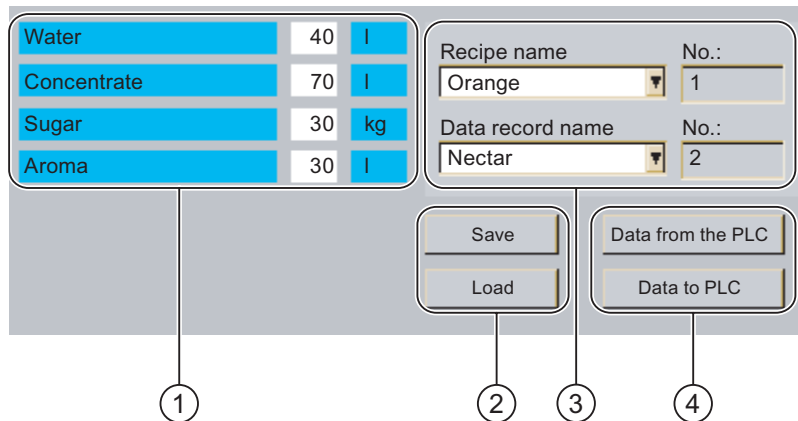 Water 40 l
Concentrate 70 l
Sugar 30 kg
Aroma 30 l
Recipe name No.:
Orange 1
Data record name No.:
Nectar 2
Save Data from the PLC
Load Data to PLC
1 2 3 4